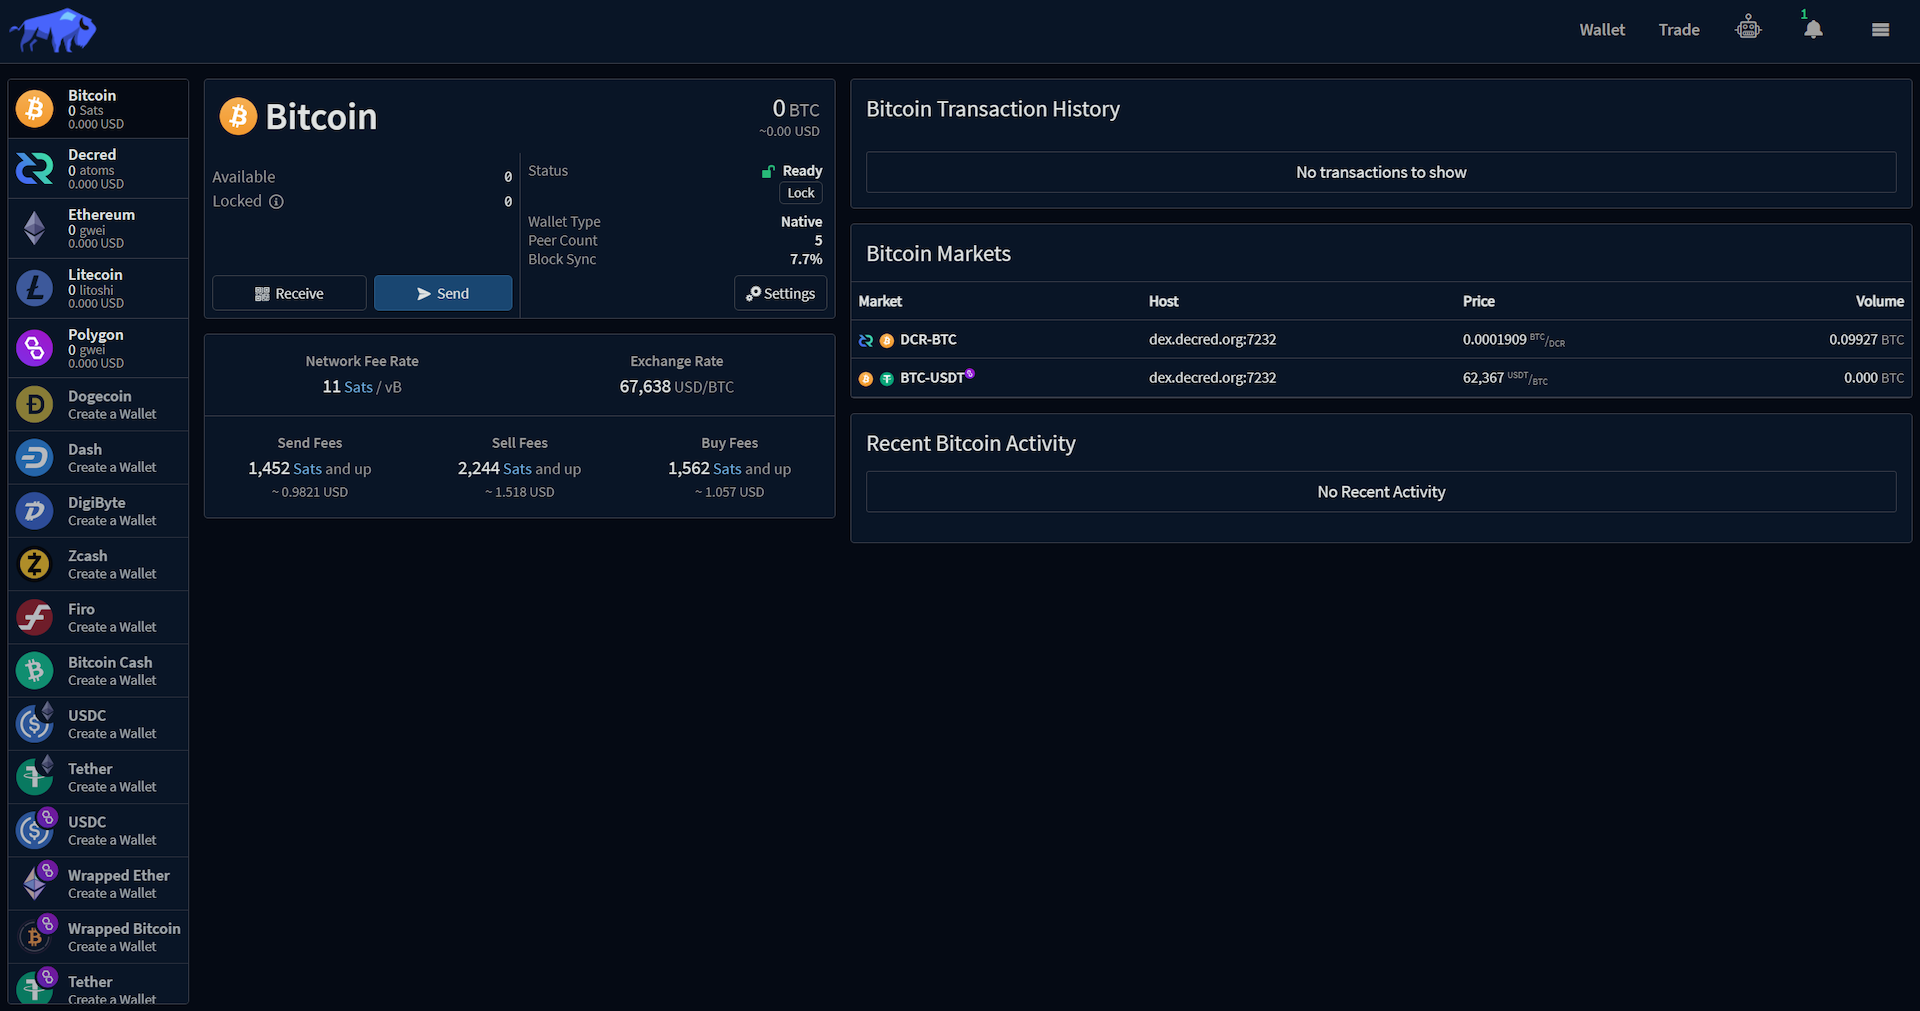 Wallet
Trade
1
Bitcoin
0 Sats
0.000 USD
Decred
0 atoms
0.000 USD
Ethereum
0 gwei
0.000 USD
Litecoin
0 litoshi
0.000 USD
Polygon
0 gwei
0.000 USD
Dogecoin
Create a Wallet
Dash
Create a Wallet
DigiByte
Create a Wallet
Zcash
Create a Wallet
Firo
Create a Wallet
Bitcoin Cash
Create a Wallet
USDC
Create a Wallet
Tether
Create a Wallet
USDC
Create a Wallet
Wrapped Ether
Create a Wallet
Wrapped Bitcoin
Create a Wallet
Tether
Create a Wallet
Bitcoin
0 BTC
~0.00 USD
Available 0
Locked 0
Status Ready
Lock
Wallet Type Native
Peer Count 5
Block Sync 7.7%
Receive
Send
Settings
Network Fee Rate
11 Sats / vB
Exchange Rate
67,638 USD/BTC
Send Fees
1,452 Sats and up
~ 0.9821 USD
Sell Fees
2,244 Sats and up
~ 1.518 USD
Buy Fees
1,562 Sats and up
~ 1.057 USD
Bitcoin Transaction History
No transactions to show
Bitcoin Markets
Market Host Price Volume
DCR-BTC dex.decred.org:7232 0.0001909 BTC/DCR 0.09927 BTC
BTC-USDT dex.decred.org:7232 62,367 USDT/BTC 0.000 BTC
Recent Bitcoin Activity
No Recent Activity